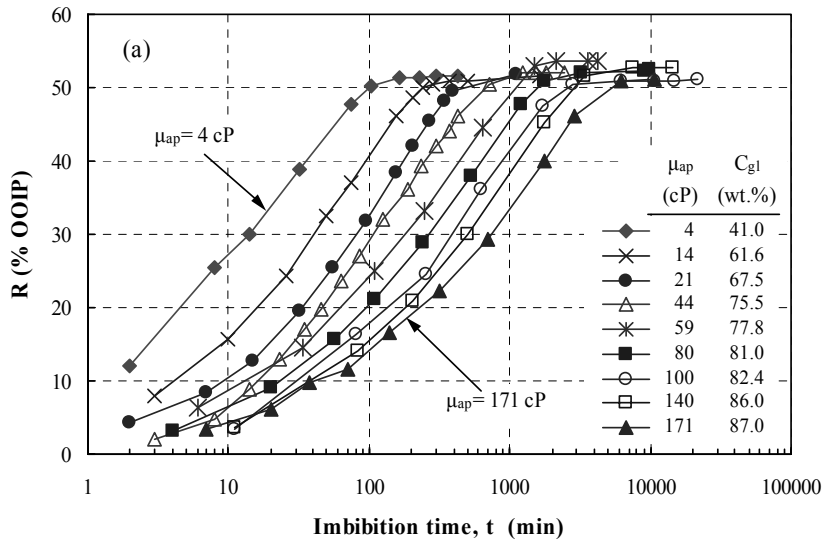 (a)
60
50
40
30
20
10
0
R (% OOIP)
μap= 4 cP
μap= 171 cP
μap Cgl
(cP) (wt.%)
4 41.0
14 61.6
21 67.5
44 75.5
59 77.8
80 81.0
100 82.4
140 86.0
171 87.0
1 10 100 1000 10000 100000
Imbibition time, t (min)